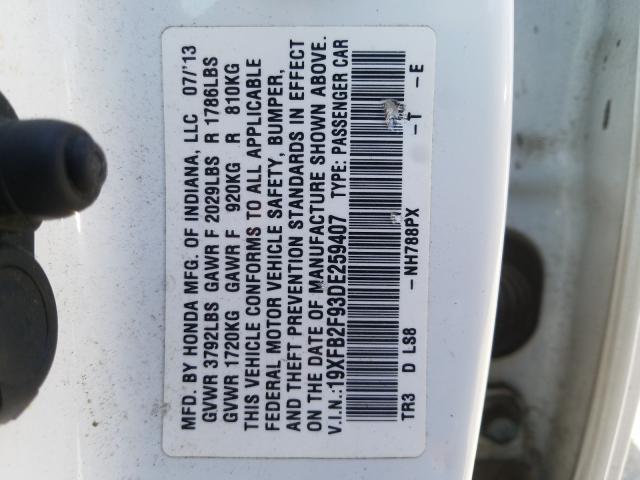 MFD. BY HONDA MFG. OF INDIANA, LLC 07/'13
GVWR 3792LBS GAWR F 2029LBS R 1786LBS
GVWR 1720KG GAWR F 920KG R 810KG
THIS VEHICLE CONFORMS TO ALL APPLICABLE
FEDERAL MOTOR VEHICLE SAFETY, BUMPER,
AND THEFT PREVENTION STANDARDS IN EFFECT
ON THE DATE OF MANUFACTURE SHOWN ABOVE.
V.I.N.:19XFB2F93DE259407 TYPE: PASSENGER CAR
TR3 D LS8 -NH788PX -T -E